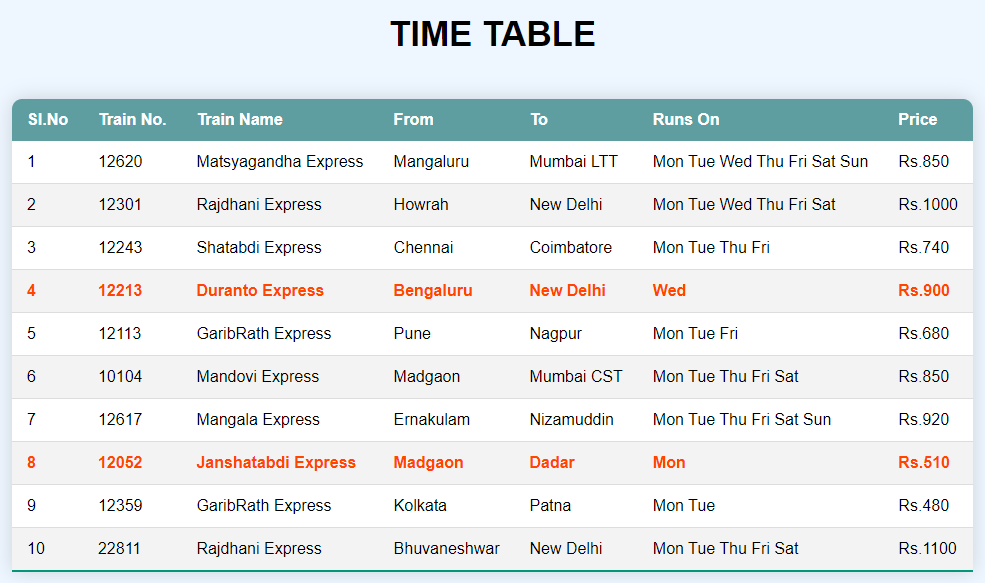 TIME TABLE
Sl.No Train No. Train Name From To Runs On Price
1 12620 Matsyagandha Express Mangaluru Mumbai LTT Mon Tue Wed Thu Fri Sat Sun Rs.850
2 12301 Rajdhani Express Howrah New Delhi Mon Tue Wed Thu Fri Sat Rs.1000
3 12243 Shatabdi Express Chennai Coimbatore Mon Tue Thu Fri Rs.740
4 12213 Duranto Express Bengaluru New Delhi Wed Rs.900
5 12113 GaribRath Express Pune Nagpur Mon Tue Fri Rs.680
6 10104 Mandovi Express Madgaon Mumbai CST Mon Tue Thu Fri Sat Rs.850
7 12617 Mangala Express Ernakulam Nizamuddin Mon Tue Thu Fri Sat Sun Rs.920
8 12052 Janshatabdi Express Madgaon Dadar Mon Rs.510
9 12359 GaribRath Express Kolkata Patna Mon Tue Rs.480
10 22811 Rajdhani Express Bhuvaneshwar New Delhi Mon Tue Thu Fri Sat Rs.1100